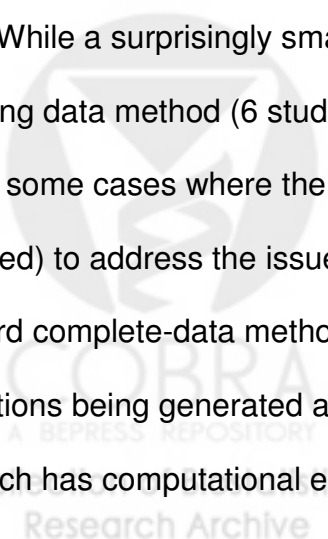 While a surprisingly sma
ng data method (6 stud
some cases where the
ed) to address the issue
rd complete-data metho
COBRA
tions being generated a
A BEPRESS REPOSITORY
ch has computational e
Research Archive